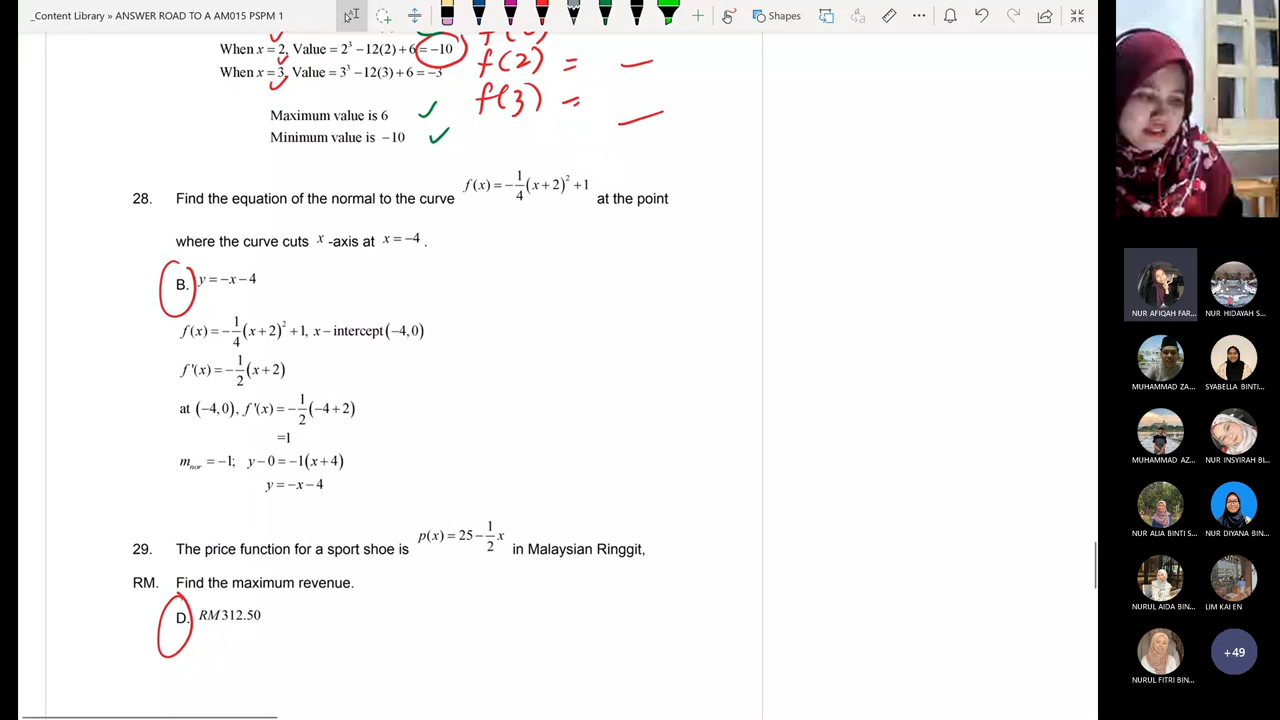 _Content Library » ANSWER ROAD TO A AM015 PSPM 1
Shapes
When x = 2, Value = 2³ −12(2) + 6 = −10
When x = 3, Value = 3³ −12(3) + 6 = −3
f(2) =
f(3) =
Maximum value is 6
Minimum value is −10
28. Find the equation of the normal to the curve f(x) = −1/4(x+2)² +1 at the point
where the curve cuts x -axis at x = −4 .
B. y = −x − 4
f(x) = −1/4(x+2)² +1, x − intercept(−4,0)
f '(x) = −1/2(x+2)
at (−4,0), f '(x) = −1/2(−4+2)
=1
mnor = −1; y−0 = −1(x+4)
y = −x − 4
29. The price function for a sport shoe is p(x) = 25 − 1/2x in Malaysian Ringgit,
RM. Find the maximum revenue.
D. RM 312.50
NUR AFIQAH FAR...
NUR HIDAYAH S...
MUHAMMAD ZA...
SYABELLA BINTI...
MUHAMMAD AZ...
NUR INSYIRAH BI...
NUR ALIA BINTI S...
NUR DIYANA BIN...
NURUL AIDA BIN...
LIM KAI EN
NURUL FITRI BIN...
+49